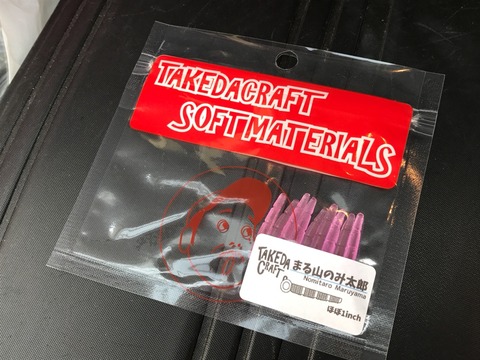 TAKEDACRAFT
SOFTMATERIALS
TAKEDA
CRAFT
まる山のみ太郎
Nomitaro Maruyama
ほぼ1inch